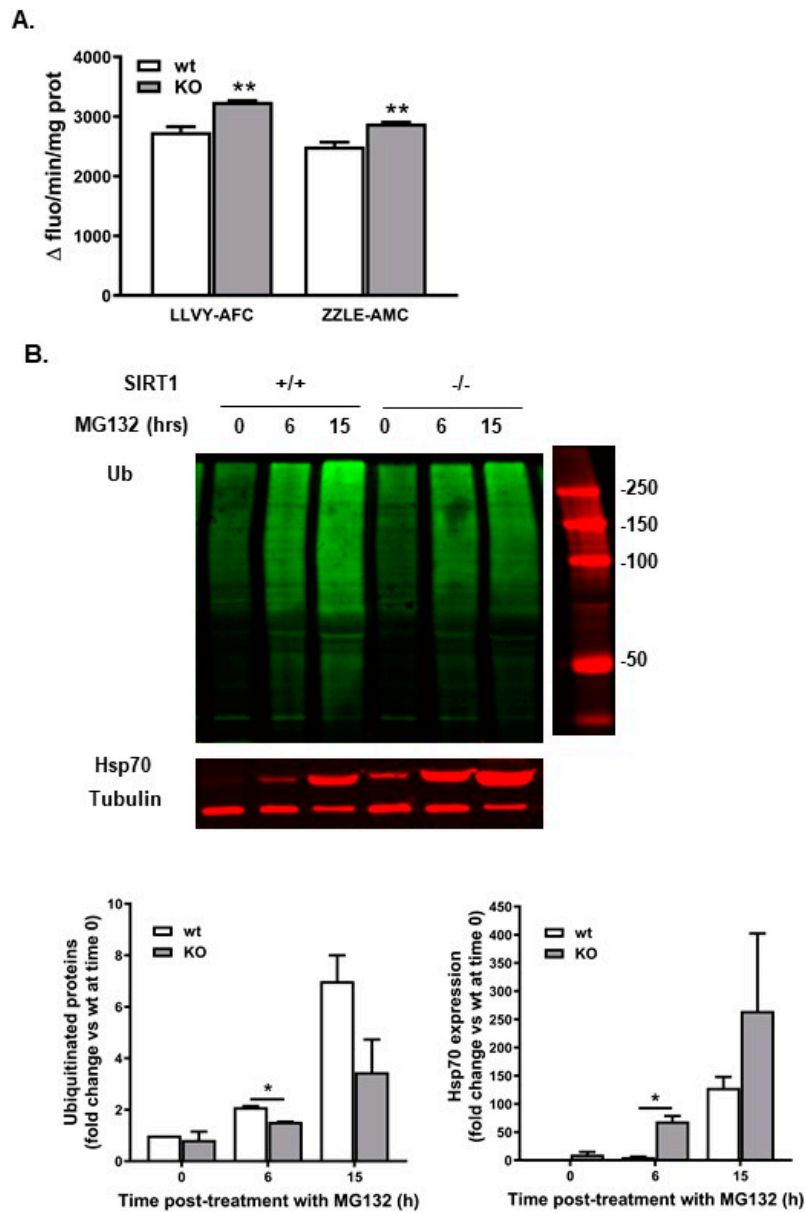 A.
Δ fluo/min/mg prot
4000
3000
2000
1000
0
wt
KO
**
**
LLVY-AFC
ZZLE-AMC
B.
SIRT1 +/+ -/-
MG132 (hrs) 0 6 15 0 6 15
Ub
-250
-150
-100
-50
Hsp70
Tubulin
Ubiquitinated proteins
(fold change vs wt at time 0)
10
8
6
4
2
0
wt
KO
*
0 6 15
Time post-treatment with MG132 (h)
Hsp70 expression
(fold change vs wt at time 0)
450
400
350
300
250
200
150
100
50
0
wt
KO
*
0 6 15
Time post-treatment with MG132 (h)